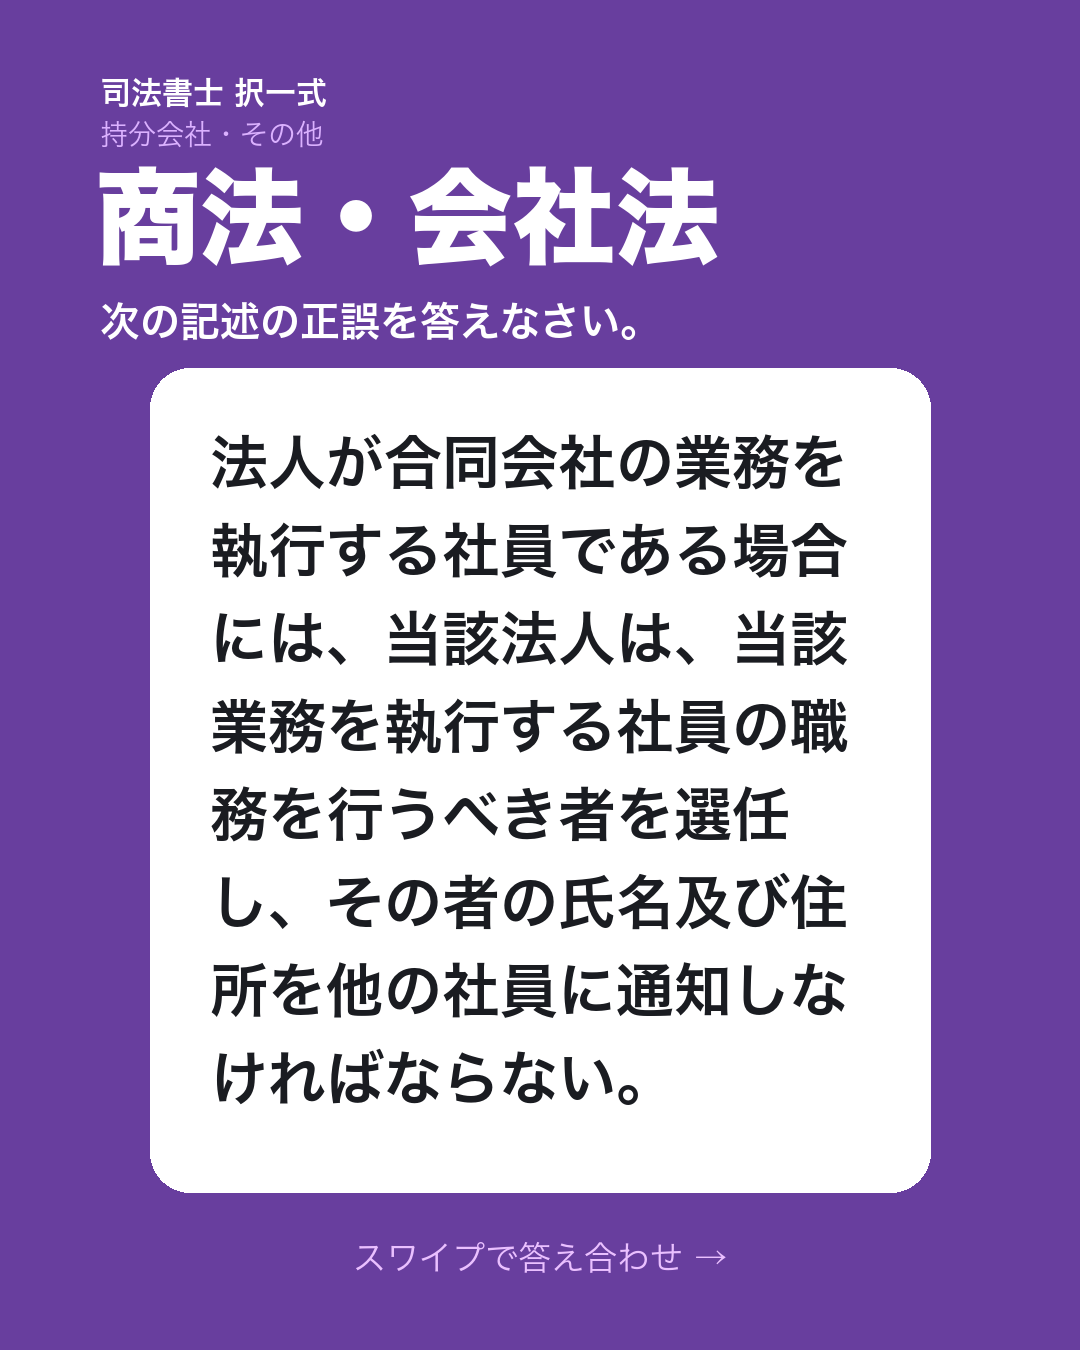 司法書士 択一式
持分会社・その他
商法・会社法
次の記述の正誤を答えなさい。
法人が合同会社の業務を
執行する社員である場合
には、当該法人は、当該
業務を執行する社員の職
務を行うべき者を選任
し、その者の氏名及び住
所を他の社員に通知しな
ければならない。
スワイプで答え合わせ →